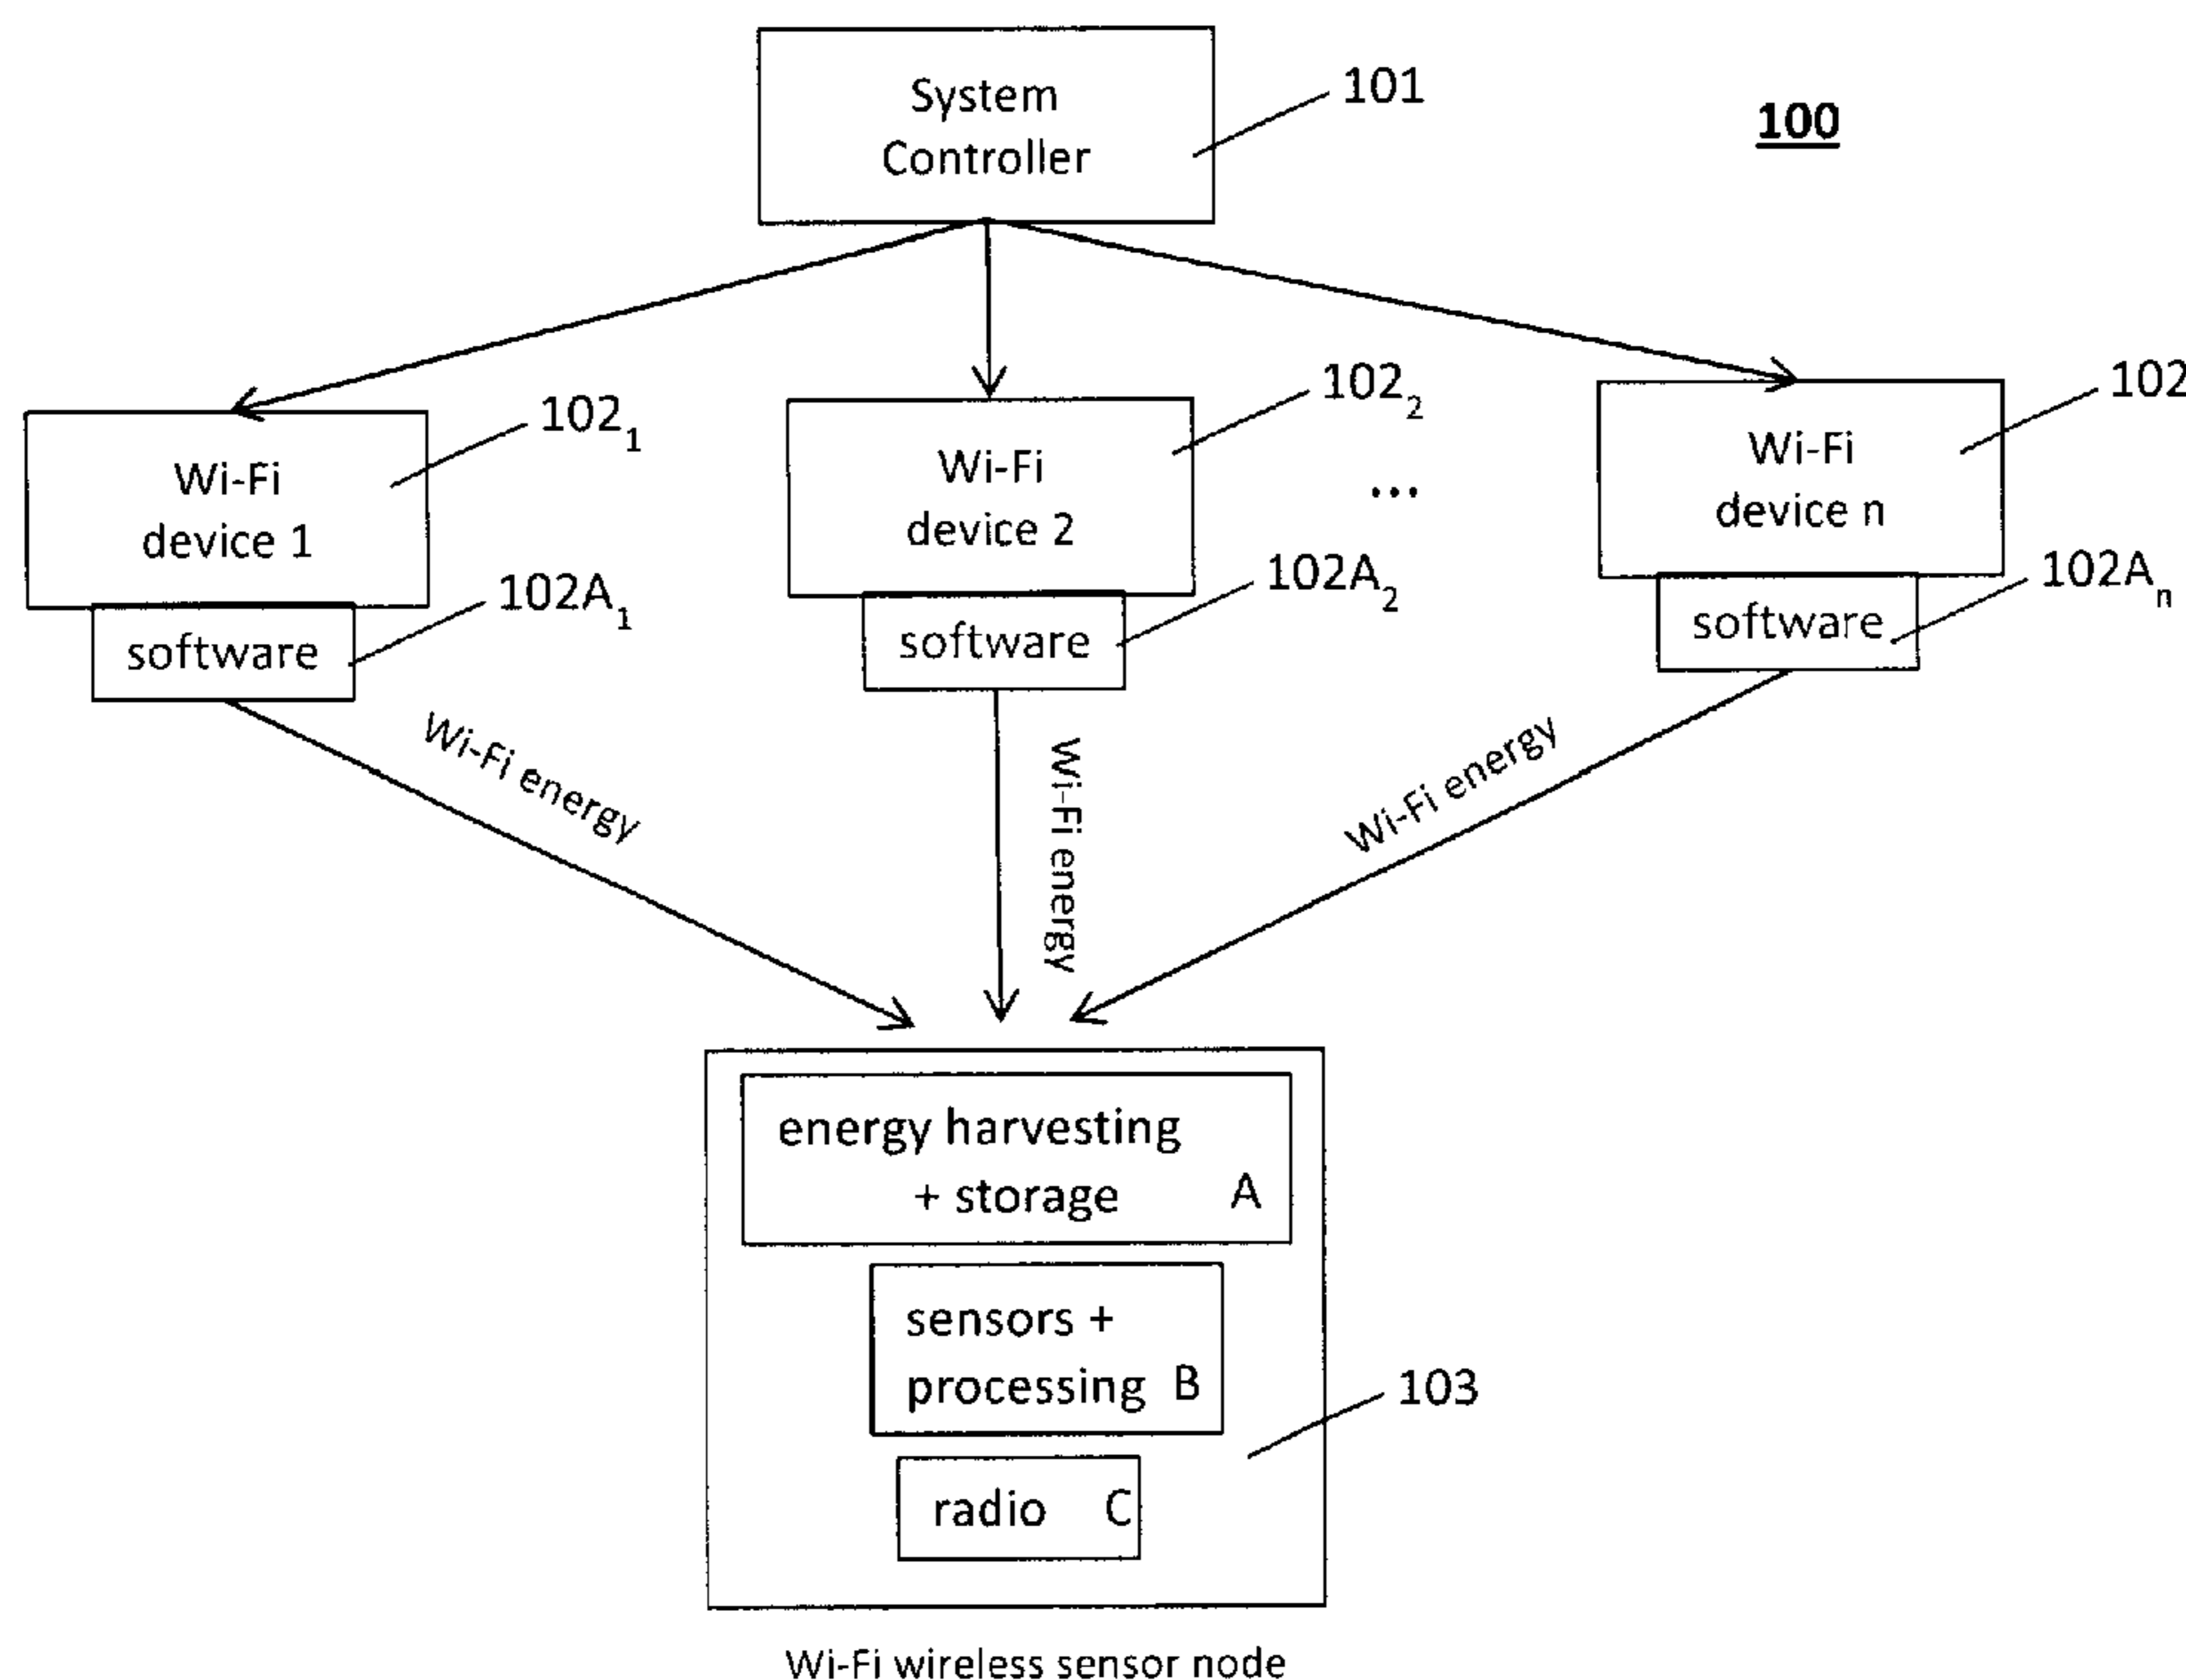 System
Controller
101
100
Wi-Fi
device 1
102₁
Wi-Fi
device 2
102₂
...
Wi-Fi
device n
102
software
102A₁
software
102A₂
software
102Aₙ
Wi-Fi energy
Wi-Fi energy
Wi-Fi energy
energy harvesting
+ storage A
sensors +
processing B
radio C
103
Wi-Fi wireless sensor node